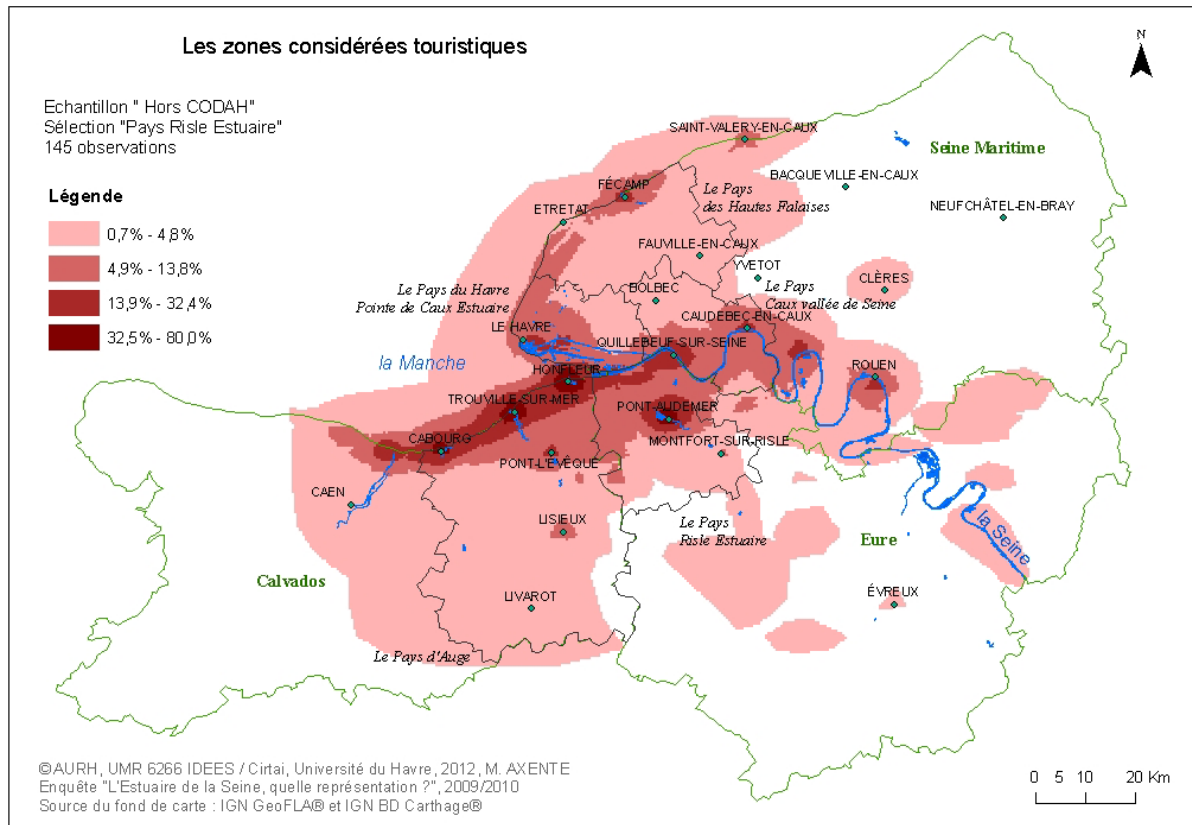 Les zones considérées touristiques
N
Echantillon " Hors CODAH"
Sélection "Pays Risle Estuaire"
145 observations
Légende
0,7% - 4,8%
4,9% - 13,8%
13,9% - 32,4%
32,5% - 80,0%
SAINT-VALERY-EN-CAUX
Seine Maritime
BACQUEVILLE-EN-CAUX
NEUFCHÂTEL-EN-BRAY
FÉCAMP
Le Pays
des Hautes Falaises
ETRETAT
FAUVILLE-EN-CAUX
YVETOT
CLÈRES
Le Pays du Havre
Pointe de Caux Estuaire
BOLBEC
Le Pays
Caux vallée de Seine
CAUDEBEC-EN-CAUX
LE HAVRE
QUILLEBEUF-SUR-SEINE
la Manche
HONFLEUR
ROUEN
TROUVILLE-SUR-MER
PONT-AUDEMER
CABOURG
MONTFORT-SUR-RISLE
PONT-L'ÉVÊQUE
CAEN
LISIEUX
Le Pays
Risle Estuaire
Eure
la Seine
Calvados
LIVAROT
ÉVREUX
Le Pays d'Auge
©AURH, UMR 6266 IDEES / Cirtai, Université du Havre, 2012, M. AXENTE
Enquête "L'Estuaire de la Seine, quelle représentation ?", 2009/2010
Source du fond de carte : IGN GeoFLA® et IGN BD Carthage®
0 5 10 20 Km